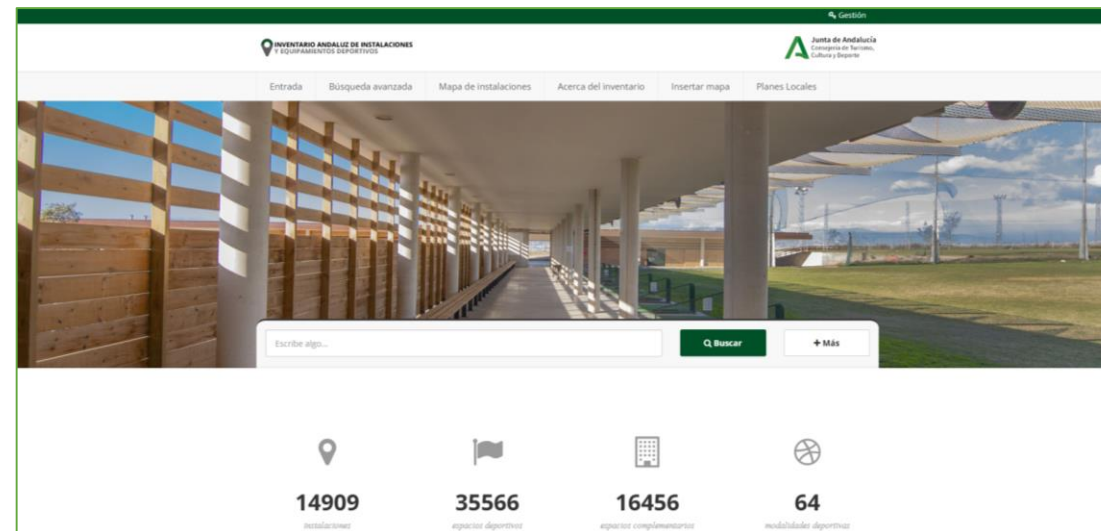 Gestión
INVENTARIO ANDALUZ DE INSTALACIONES
Y EQUIPAMIENTOS DEPORTIVOS
Junta de Andalucía
Consejería de Turismo,
Cultura y Deporte
Entrada Búsqueda avanzada Mapa de instalaciones Acerca del inventario Insertar mapa Planes Locales
Escribe algo... Buscar + Más
14909 35566 16456 64
instalaciones espacios deportivos espacios complementarios modalidades deportivas